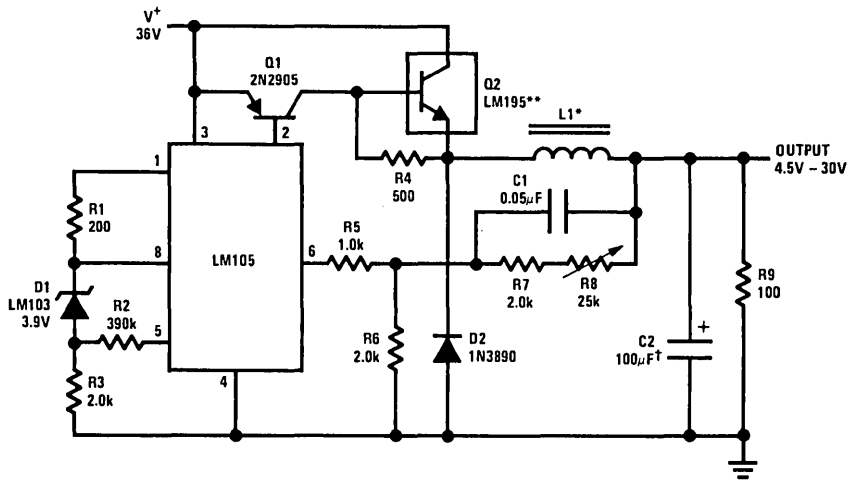 V+
36V
Q1
2N2905
Q2
LM195**
L1*
OUTPUT
4.5V – 30V
3
2
1
R4
500
C1
0.05μF
R1
200
R5
1.0k
8
LM105
6
R7
2.0k
R8
25k
R9
100
D1
LM103
3.9V
R2
390k
5
R6
2.0k
D2
1N3890
+
C2
100μF†
R3
2.0k
4